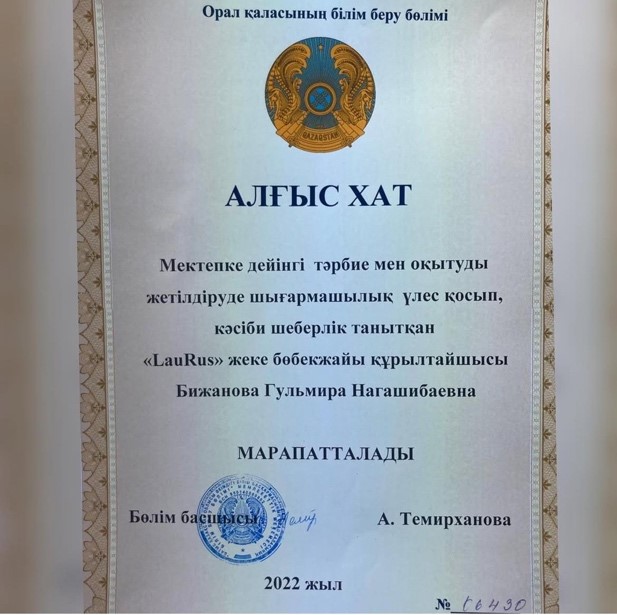 Орал қаласының білім беру бөлімі
QAZAQSTAN
АЛҒЫС ХАТ
Мектепке дейінгі тәрбие мен оқытуды
жетілдіруде шығармашылық үлес қосып,
кәсіби шеберлік танытқан
«LauRus» жеке бөбекжайы құрылтайшысы
Бижанова Гульмира Нагашибаевна
МАРАПАТТАЛАДЫ
Бөлім басшысы А. Темирханова
2022 жыл
№